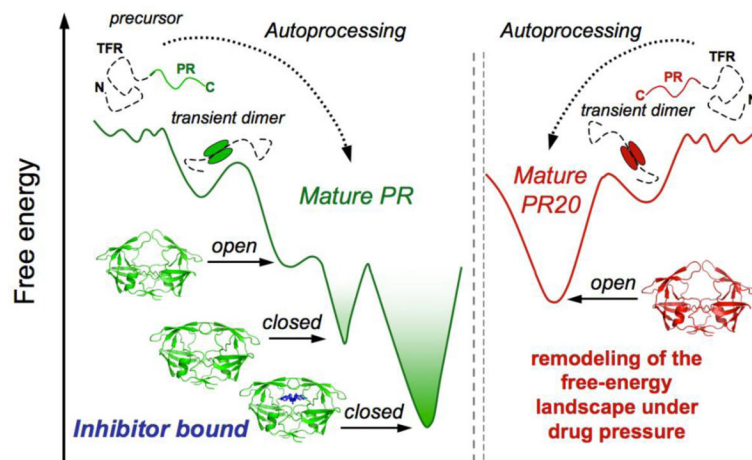 precursor
TFR
N
PR
C
Autoprocessing
transient dimer
Mature PR
open
closed
closed
Inhibitor bound
Free energy
Autoprocessing
TFR
PR
C
N
transient dimer
Mature
PR20
open
remodeling of the
free-energy
landscape under
drug pressure